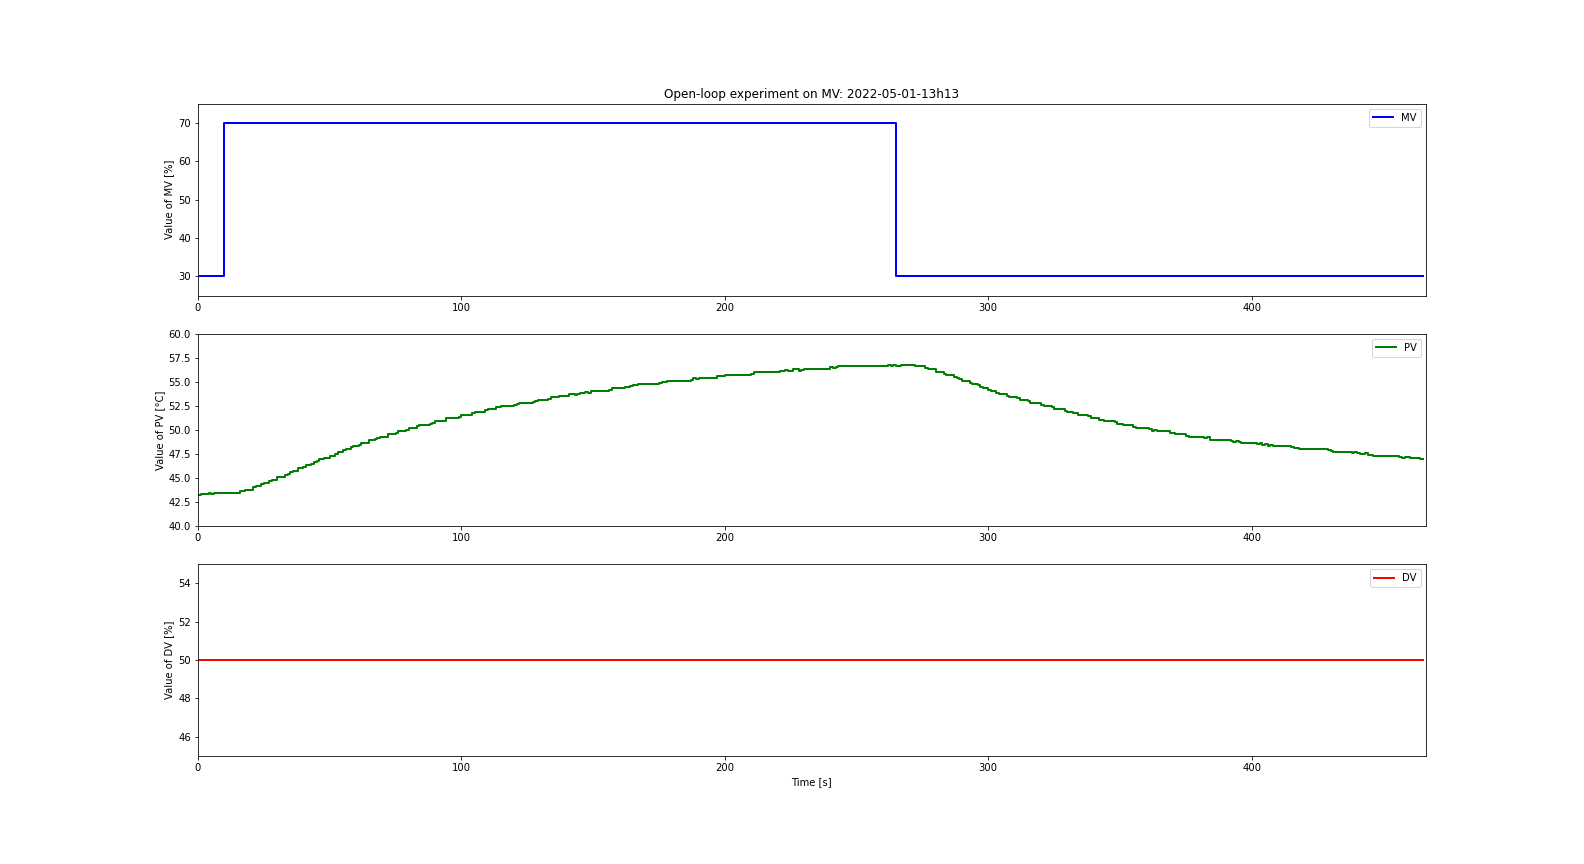 Open-loop experiment on MV: 2022-05-01-13h13
Value of MV [%]
70
60
50
40
30
MV
0 100 200 300 400
Value of PV [°C]
60.0
57.5
55.0
52.5
50.0
47.5
45.0
42.5
40.0
PV
0 100 200 300 400
Value of DV [%]
54
52
50
48
46
DV
0 100 200 300 400
Time [s]